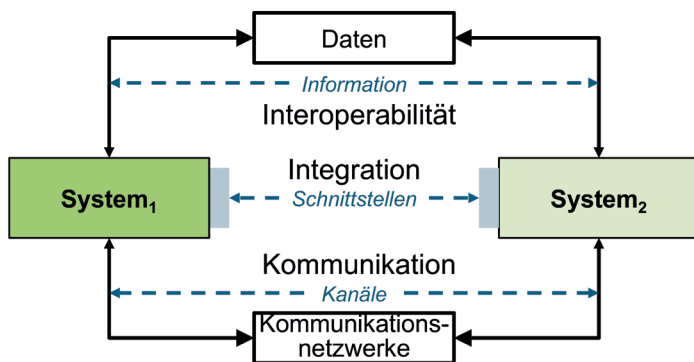 Daten
Information
Interoperabilität
System₁
Integration
Schnittstellen
System₂
Kommunikation
Kanäle
Kommunikations-
netzwerke